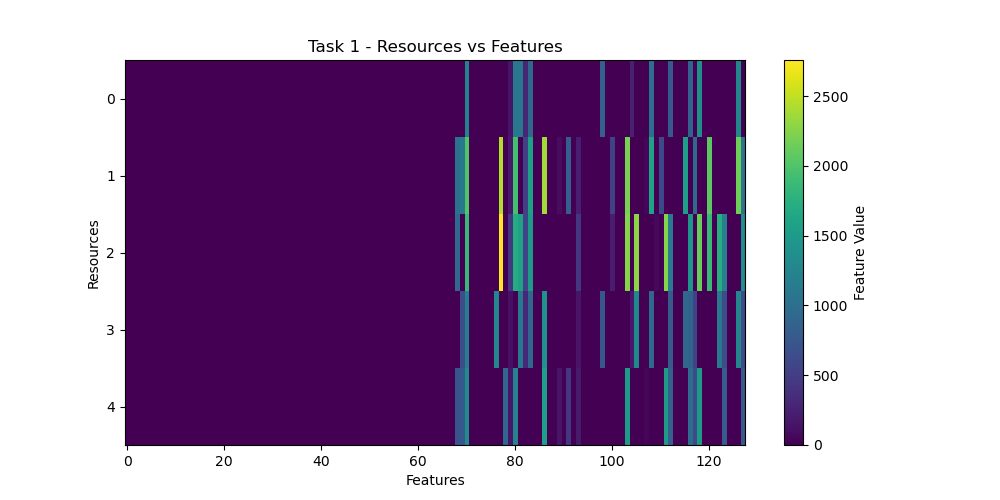 Task 1 - Resources vs Features
Resources
0
1
2
3
4
0 20 40 60 80 100 120
Features
2500
2000
1500
1000
500
0
Feature Value